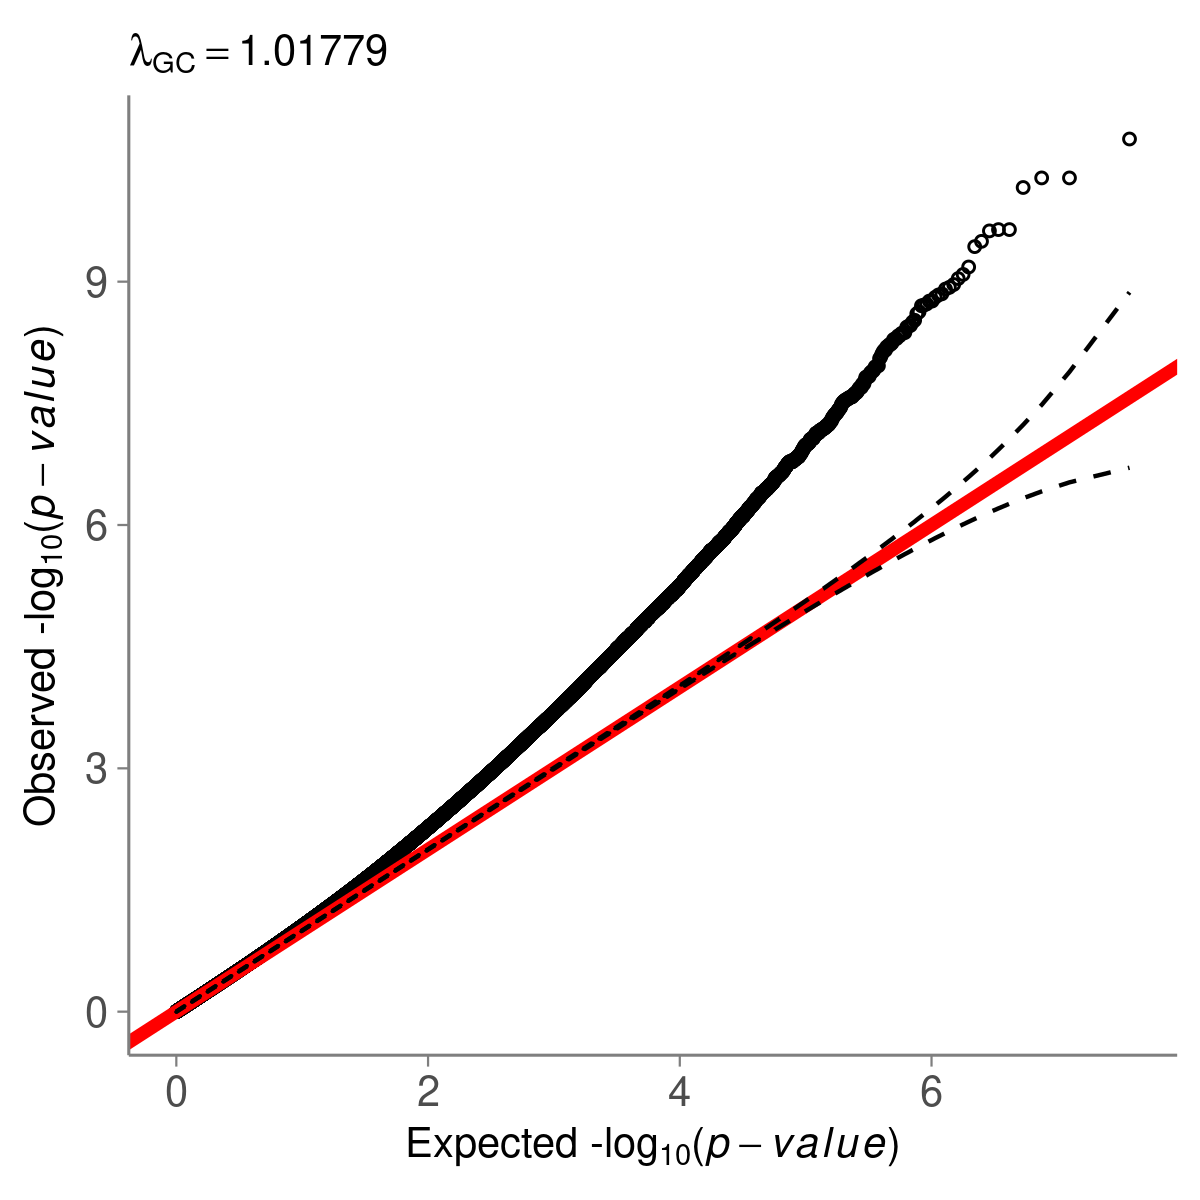 λGC = 1.01779
Observed -log10(p − value)
9
6
3
0
0 2 4 6
Expected -log10(p − value)